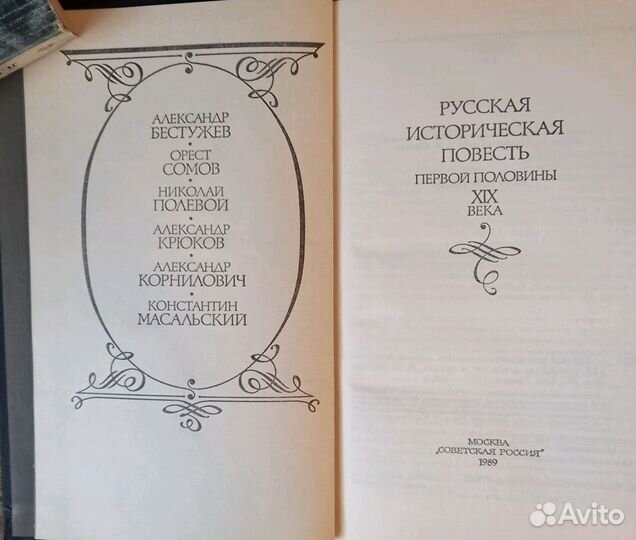 АЛЕКСАНДР
БЕСТУЖЕВ
•
ОРЕСТ
СОМОВ
•
НИКОЛАЙ
ПОЛЕВОЙ
•
АЛЕКСАНДР
КРЮКОВ
•
АЛЕКСАНДР
КОРНИЛОВИЧ
•
КОНСТАНТИН
МАСАЛЬСКИЙ
РУССКАЯ
ИСТОРИЧЕСКАЯ
ПОВЕСТЬ
ПЕРВОЙ ПОЛОВИНЫ
XIX
ВЕКА
МОСКВА
„СОВЕТСКАЯ РОССИЯ"
1989
Avito